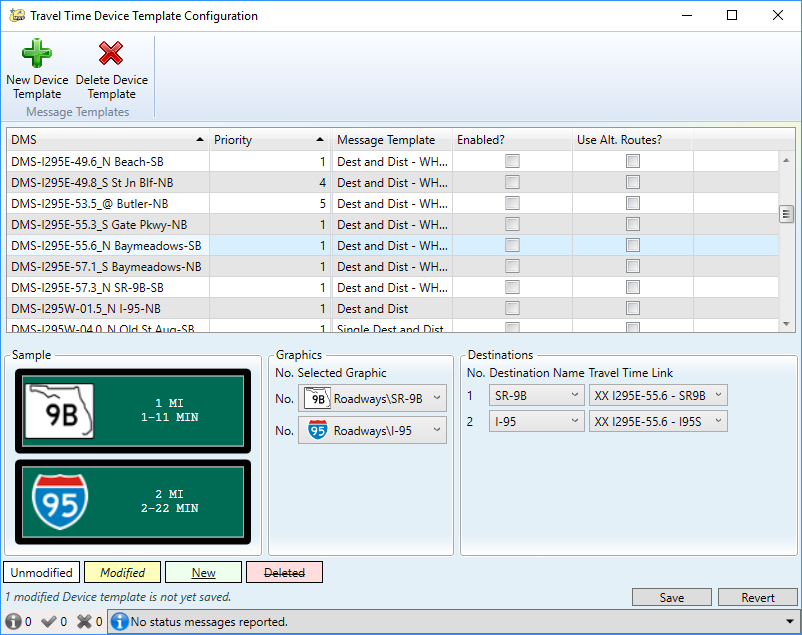 Travel Time Device Template Configuration
New Device Template
Delete Device Template
Message Templates
DMS Priority Message Template Enabled? Use Alt. Routes?
DMS-I295E-49.6_N Beach-SB 1 Dest and Dist - WH...
DMS-I295E-49.8_S St Jn Blf-NB 4 Dest and Dist - WH...
DMS-I295E-53.5_@ Butler-NB 5 Dest and Dist - WH...
DMS-I295E-55.3_S Gate Pkwy-NB 1 Dest and Dist - WH...
DMS-I295E-55.6_N Baymeadows-SB 1 Dest and Dist - WH...
DMS-I295E-57.1_S Baymeadows-NB 1 Dest and Dist - WH...
DMS-I295E-57.3_N SR-9B-SB 1 Dest and Dist - WH...
DMS-I295W-01.5_N I-95-NB 1 Dest and Dist
DMS-I295W-04.0_N Old St Aug-SB 1 Single Dest and Dist
Sample
9B
1 MI
1-11 MIN
95
2 MI
2-22 MIN
Graphics
No. Selected Graphic
No. 9B Roadways\SR-9B
No. 95 Roadways\I-95
Destinations
No. Destination Name Travel Time Link
1 SR-9B XX I295E-55.6 - SR9B
2 I-95 XX I295E-55.6 - I95S
Unmodified Modified New Deleted
1 modified Device template is not yet saved.
Save Revert
0 0 0 No status messages reported.